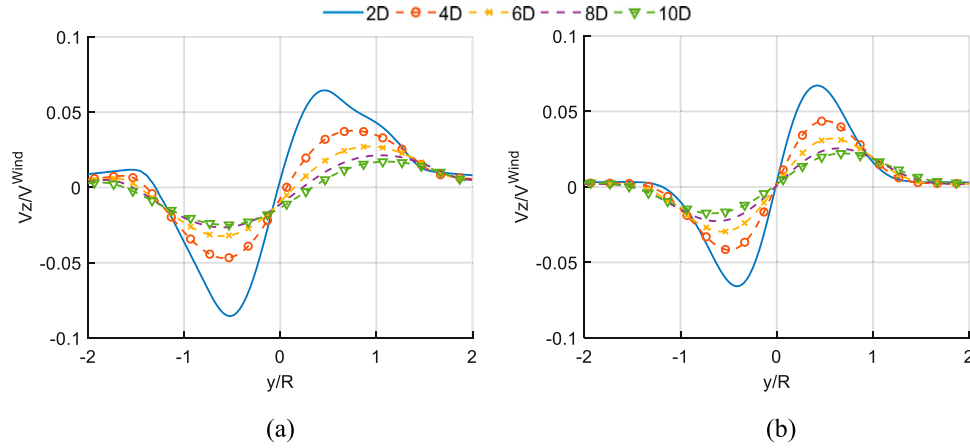 2D 4D 6D 8D 10D
0.1 0.1
0.05 0.05
0 0
-0.05 -0.05
-0.1 -0.1
Vz/V^Wind Vz/V^Wind
-2 -1 0 1 2 -2 -1 0 1 2
y/R y/R
(a) (b)